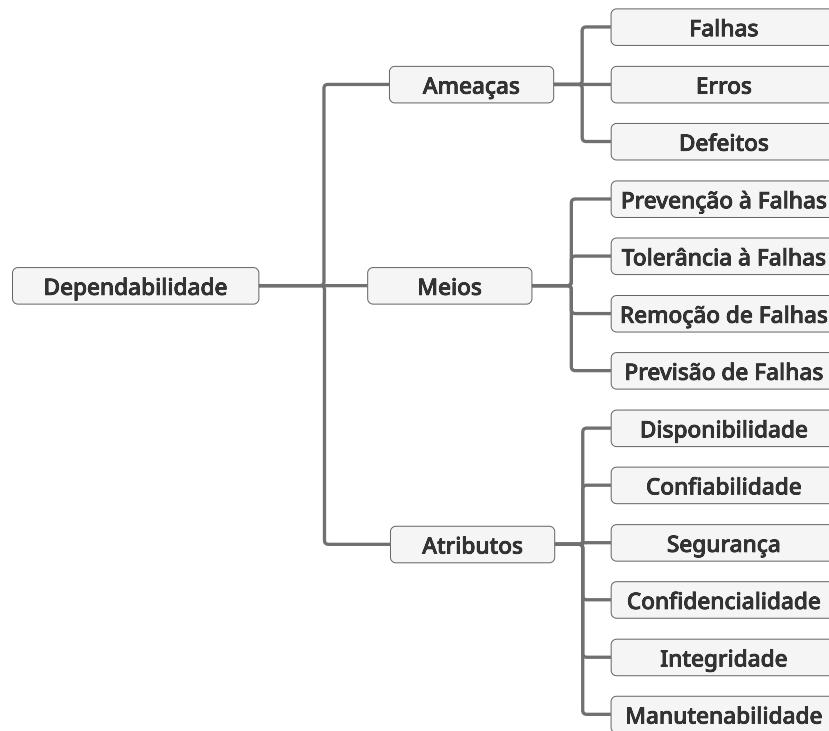 Dependabilidade
Ameaças
Falhas
Erros
Defeitos
Meios
Prevenção à Falhas
Tolerância à Falhas
Remoção de Falhas
Previsão de Falhas
Atributos
Disponibilidade
Confiabilidade
Segurança
Confidencialidade
Integridade
Manutenabilidade